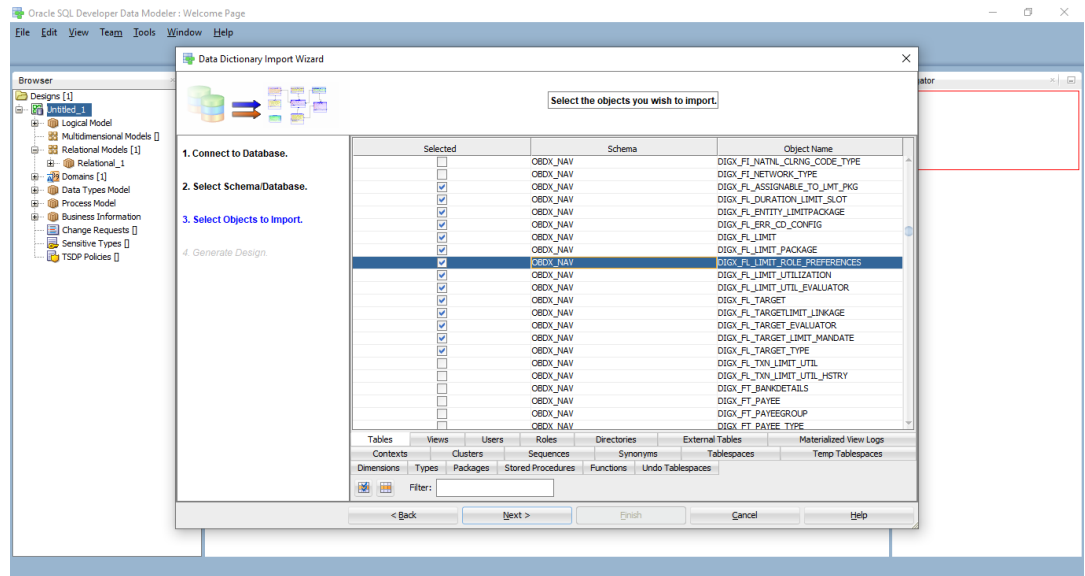 Oracle SQL Developer Data Modeler : Welcome Page
File Edit View Team Tools Window Help
Data Dictionary Import Wizard
Browser
Designs [1]
Untitled_1
Logical Model
Multidimensional Models []
Relational Models [1]
Relational_1
Domains [1]
Data Types Model
Process Model
Business Information
Change Requests []
Sensitive Types []
TSDP Policies []
ator
Select the objects you wish to import.
1. Connect to Database.
2. Select Schema/Database.
3. Select Objects to Import.
4. Generate Design.
Selected Schema Object Name
OBDX_NAV DIGX_FI_NATNL_CLRNG_CODE_TYPE
OBDX_NAV DIGX_FI_NETWORK_TYPE
OBDX_NAV DIGX_FL_ASSIGNABLE_TO_LMT_PKG
OBDX_NAV DIGX_FL_DURATION_LIMIT_SLOT
OBDX_NAV DIGX_FL_ENTITY_LIMITPACKAGE
OBDX_NAV DIGX_FL_ERR_CD_CONFIG
OBDX_NAV DIGX_FL_LIMIT
OBDX_NAV DIGX_FL_LIMIT_PACKAGE
OBDX_NAV DIGX_FL_LIMIT_ROLE_PREFERENCES
OBDX_NAV DIGX_FL_LIMIT_UTILIZATION
OBDX_NAV DIGX_FL_LIMIT_UTIL_EVALUATOR
OBDX_NAV DIGX_FL_TARGET
OBDX_NAV DIGX_FL_TARGETLIMIT_LINKAGE
OBDX_NAV DIGX_FL_TARGET_EVALUATOR
OBDX_NAV DIGX_FL_TARGET_LIMIT_MANDATE
OBDX_NAV DIGX_FL_TARGET_TYPE
OBDX_NAV DIGX_FL_TXN_LIMIT_UTIL
OBDX_NAV DIGX_FL_TXN_LIMIT_UTIL_HSTRY
OBDX_NAV DIGX_FT_BANKDETAILS
OBDX_NAV DIGX_FT_PAYEE
OBDX_NAV DIGX_FT_PAYEEGROUP
OBDX_NAV DIGX_FT_PAYEE_TYPE
Tables Views Users Roles Directories External Tables Materialized View Logs
Contexts Clusters Sequences Synonyms Tablespaces Temp Tablespaces
Dimensions Types Packages Stored Procedures Functions Undo Tablespaces
Filter:
< Back Next > Finish Cancel Help